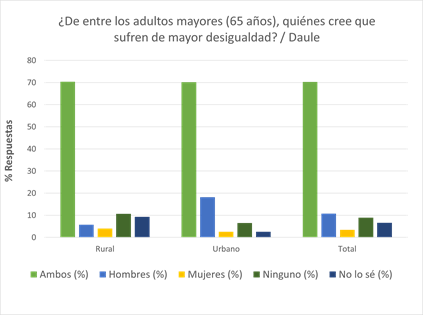 ¿De entre los adultos mayores (65 años), quiénes cree que
sufren de mayor desigualdad? / Daule
% Respuestas
80
70
60
50
40
30
20
10
0
Rural Urbano Total
Ambos (%) Hombres (%) Mujeres (%) Ninguno (%) No lo sé (%)